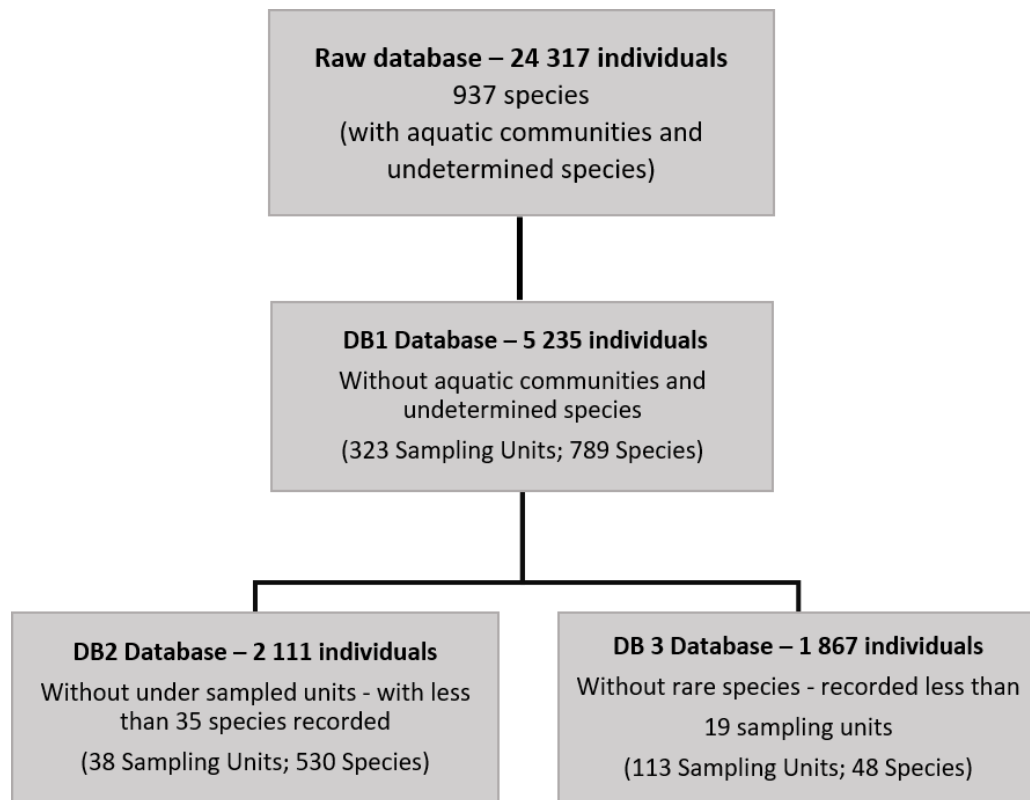 Raw database – 24 317 individuals
937 species
(with aquatic communities and
undetermined species)
DB1 Database – 5 235 individuals
Without aquatic communities and
undetermined species
(323 Sampling Units; 789 Species)
DB2 Database – 2 111 individuals
Without under sampled units - with less
than 35 species recorded
(38 Sampling Units; 530 Species)
DB 3 Database – 1 867 individuals
Without rare species - recorded less than
19 sampling units
(113 Sampling Units; 48 Species)